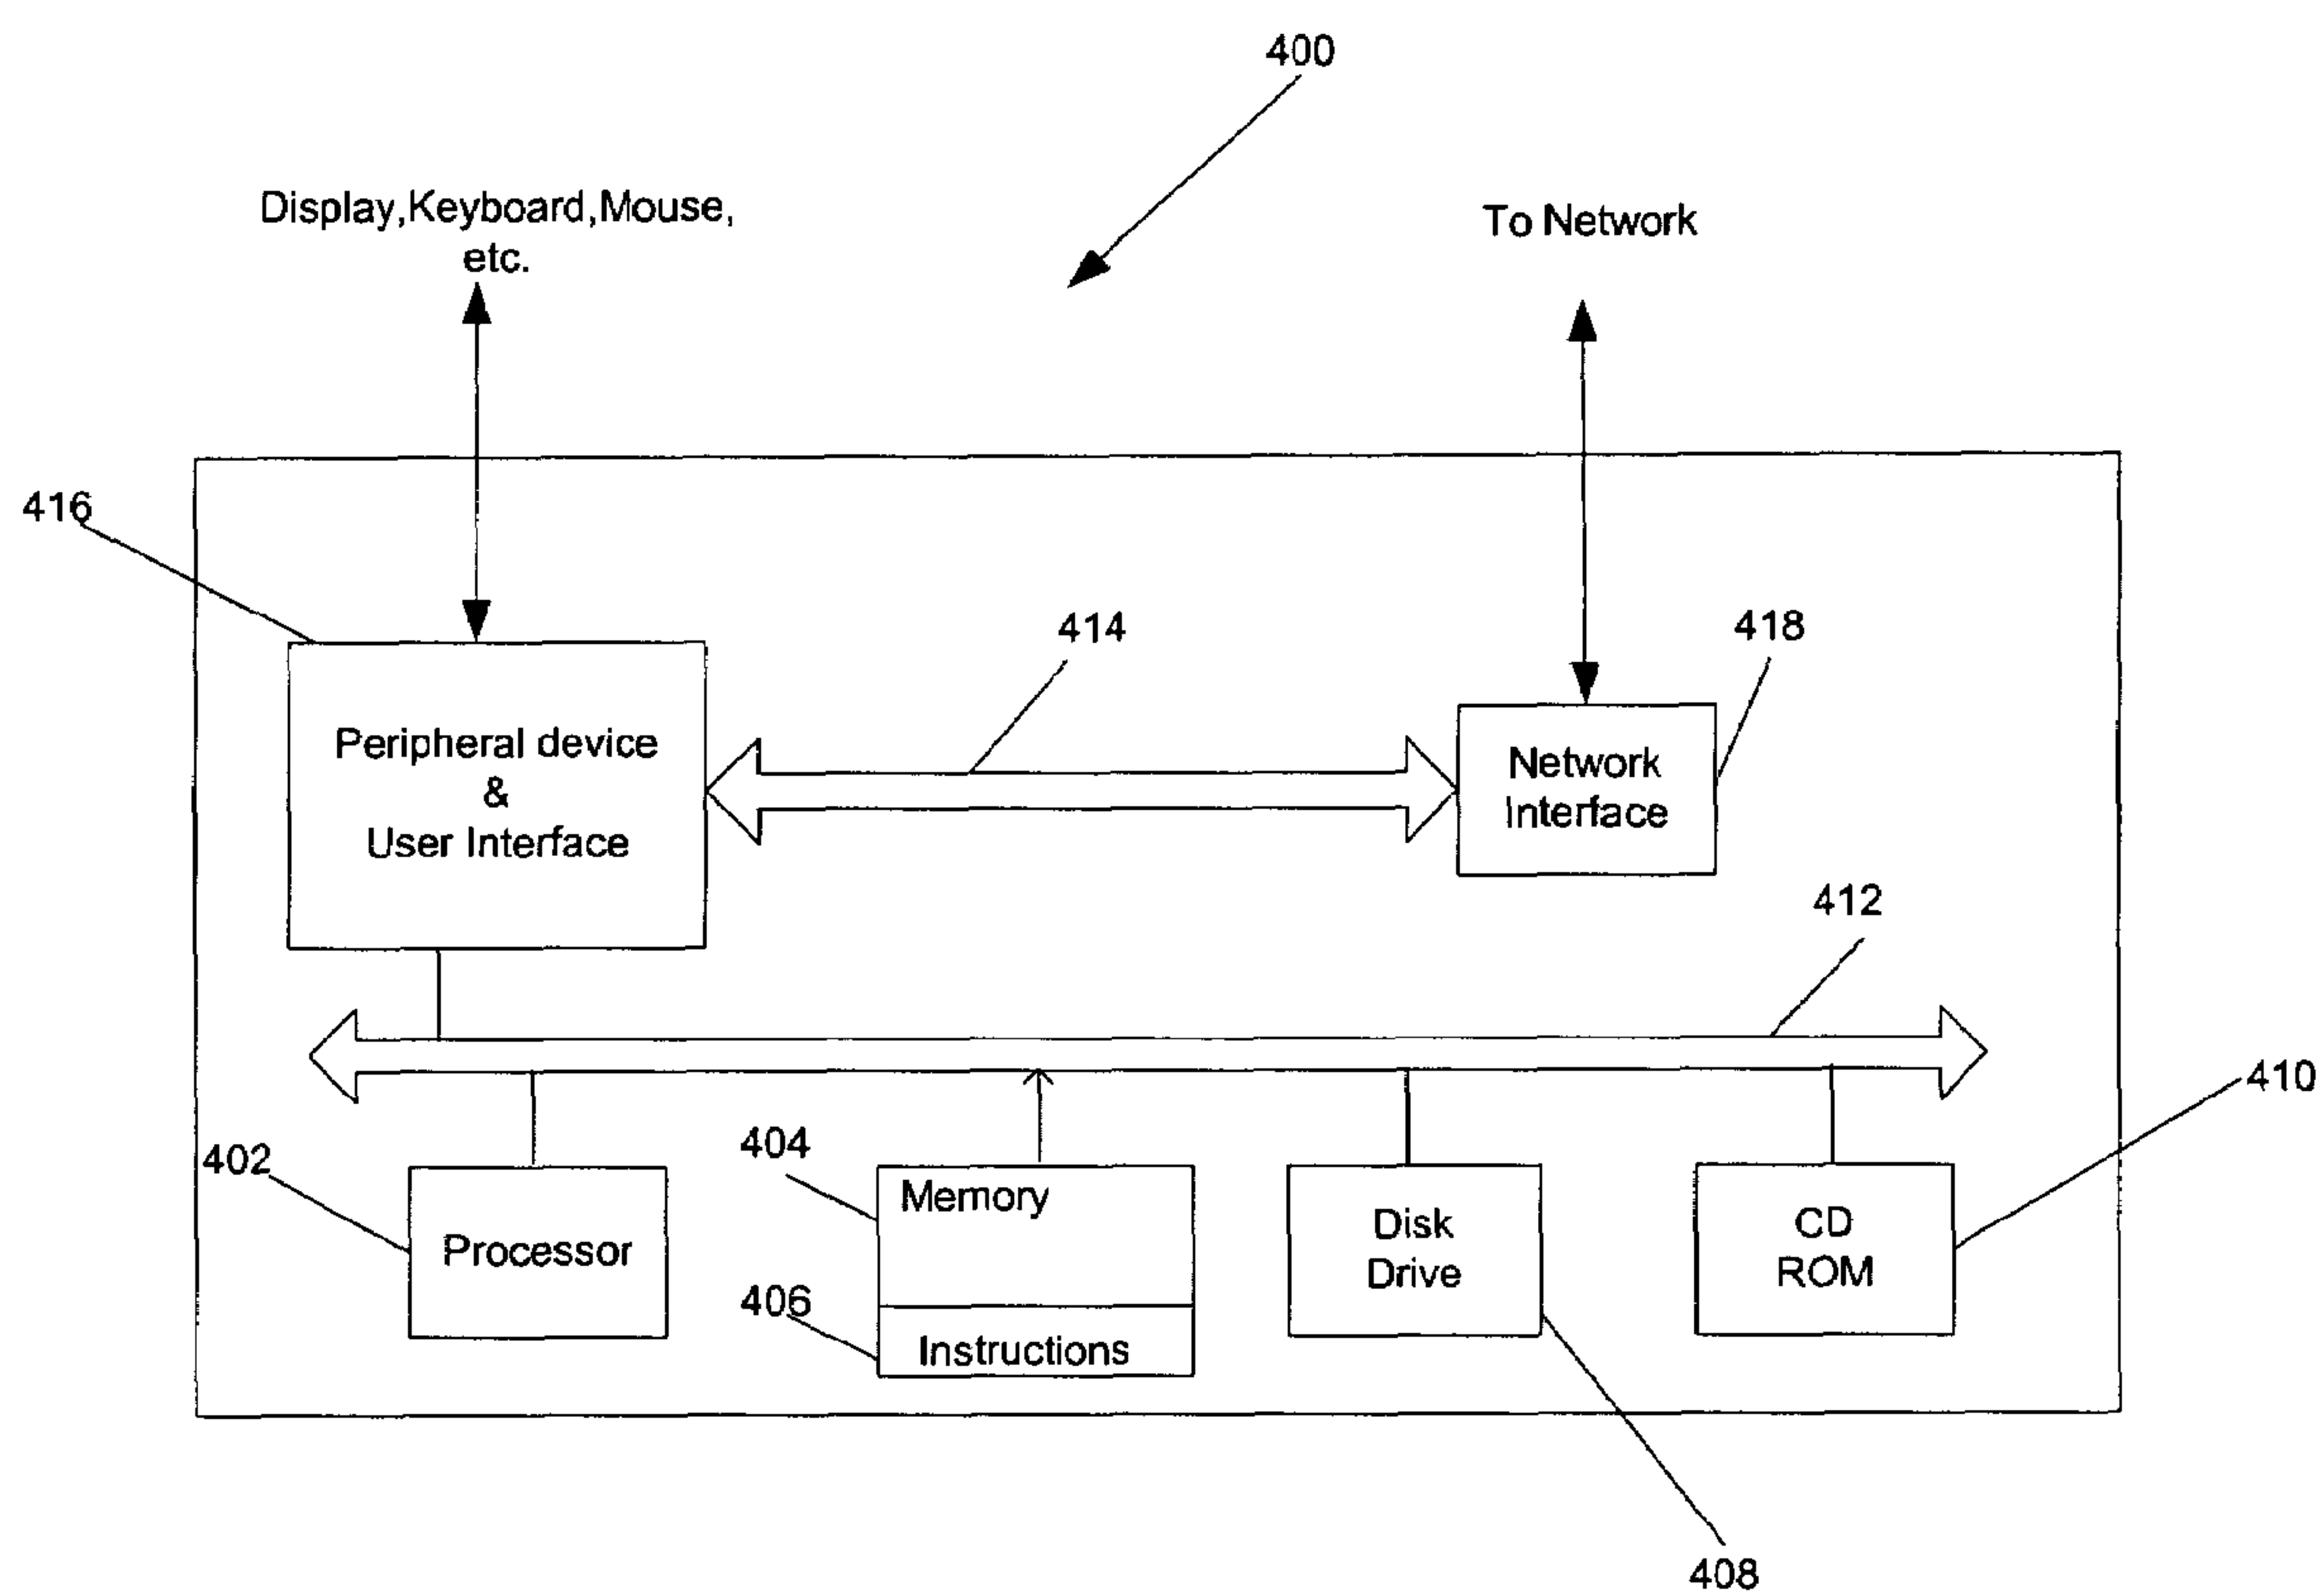 400
Display,Keyboard,Mouse,
etc.
To Network
416
414
418
Peripheral device
&
User Interface
Network
Interface
412
410
402
404
Memory
Processor
Disk
Drive
CD
ROM
406
Instructions
408